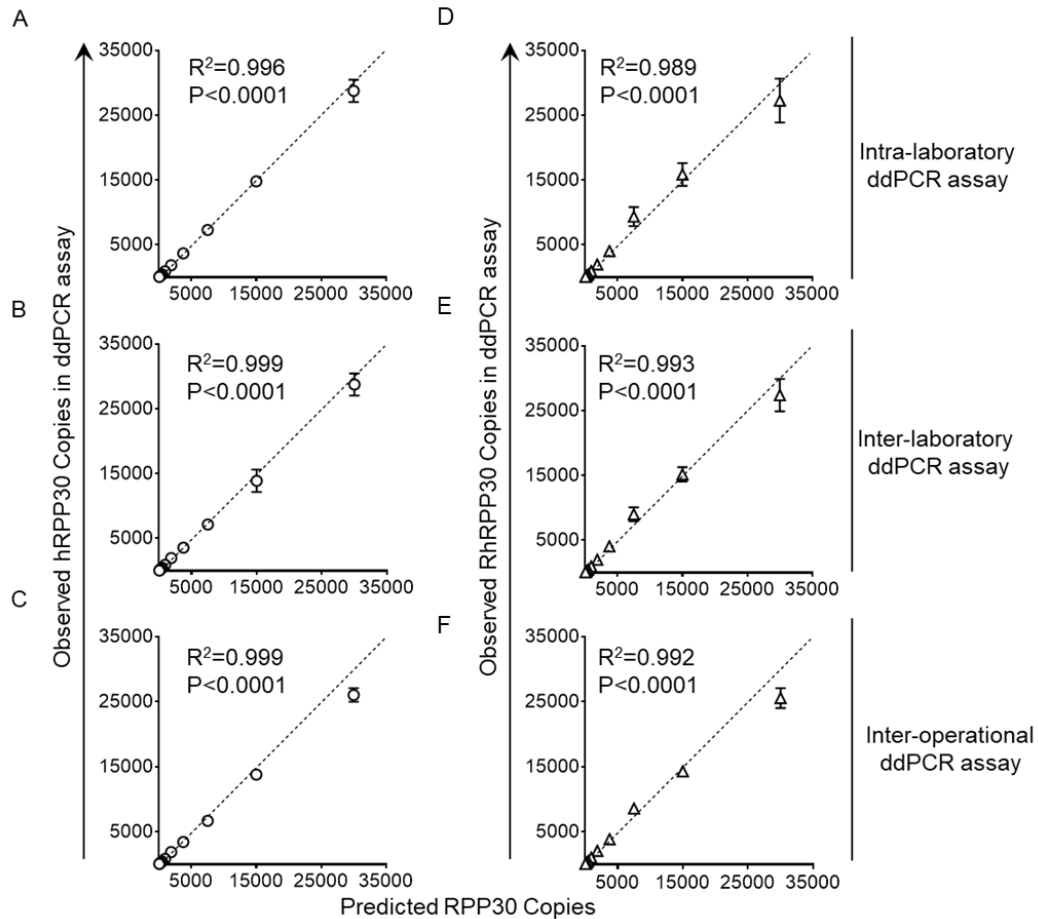 A
35000
25000
15000
5000
R²=0.996
P<0.0001
5000 15000 25000 35000
B
35000
25000
15000
5000
R²=0.999
P<0.0001
5000 15000 25000 35000
C
35000
25000
15000
5000
R²=0.999
P<0.0001
5000 15000 25000 35000
Observed hRPP30 Copies in ddPCR assay
D
35000
25000
15000
5000
R²=0.989
P<0.0001
5000 15000 25000 35000
Intra-laboratory
ddPCR assay
E
35000
25000
15000
5000
R²=0.993
P<0.0001
5000 15000 25000 35000
Inter-laboratory
ddPCR assay
F
35000
25000
15000
5000
R²=0.992
P<0.0001
5000 15000 25000 35000
Inter-operational
ddPCR assay
Observed RhRPP30 Copies in ddPCR assay
Predicted RPP30 Copies